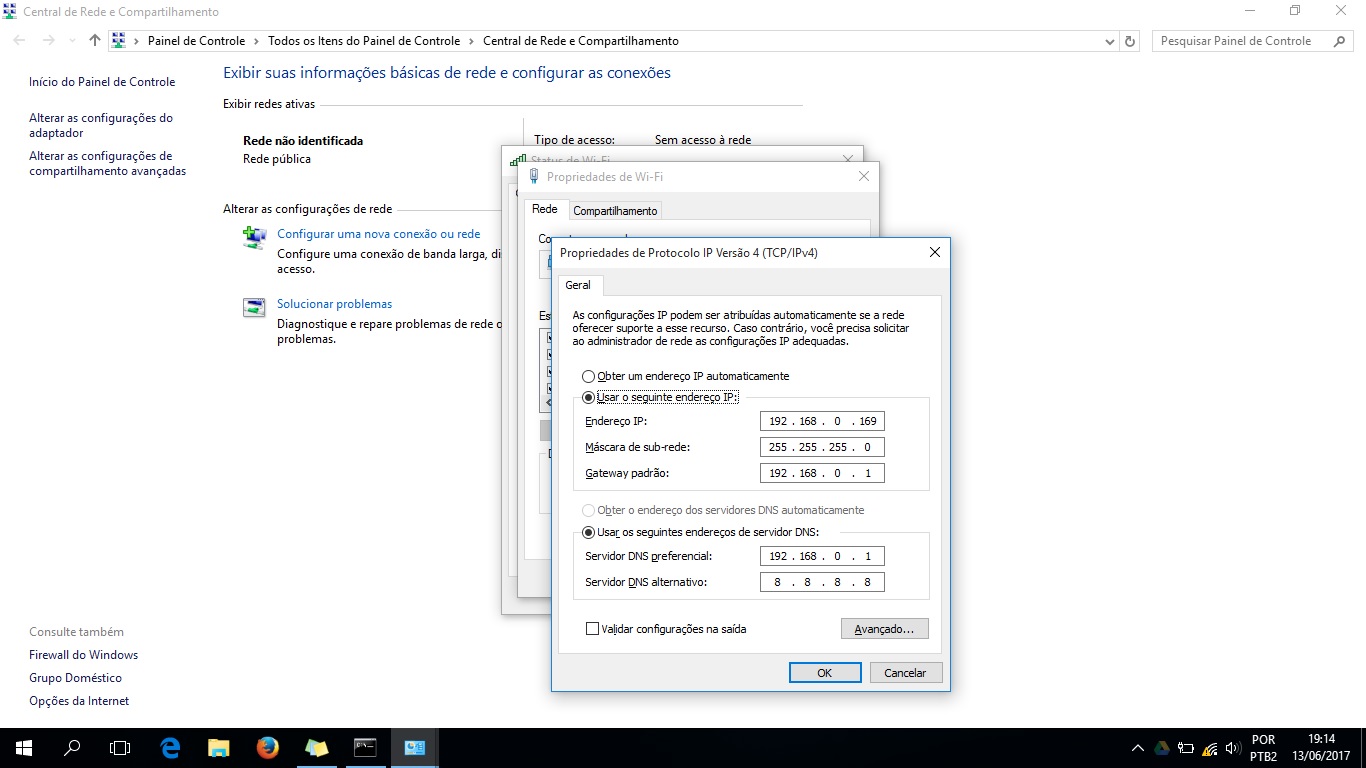 Central de Rede e Compartilhamento
Painel de Controle
Todos os Itens do Painel de Controle
Central de Rede e Compartilhamento
Pesquisar Painel de Controle
Início do Painel de Controle
Alterar as configurações do
adaptador
Alterar as configurações de
compartilhamento avançadas
Exibir suas informações básicas de rede e configurar as conexões
Exibir redes ativas
Rede não identificada
Rede pública
Tipo de acesso: Sem acesso à rede
Alterar as configurações de rede
Configurar uma nova conexão ou rede
Configure uma conexão de banda larga, di
acesso.
Solucionar problemas
Diagnostique e repare problemas de rede o
problemas.
Status de Wi-Fi
Propriedades de Wi-Fi
Rede
Compartilhamento
Co
Es
Propriedades de Protocolo IP Versão 4 (TCP/IPv4)
Geral
As configurações IP podem ser atribuídas automaticamente se a rede
oferecer suporte a esse recurso. Caso contrário, você precisa solicitar
ao administrador de rede as configurações IP adequadas.
Obter um endereço IP automaticamente
Usar o seguinte endereço IP:
Endereço IP: 192 . 168 . 0 . 169
Máscara de sub-rede: 255 . 255 . 255 . 0
Gateway padrão: 192 . 168 . 0 . 1
Obter o endereço dos servidores DNS automaticamente
Usar os seguintes endereços de servidor DNS:
Servidor DNS preferencial: 192 . 168 . 0 . 1
Servidor DNS alternativo: 8 . 8 . 8 . 8
Validar configurações na saída
Avançado...
OK
Cancelar
Consulte também
Firewall do Windows
Grupo Doméstico
Opções da Internet
POR
PTB2
19:14
13/06/2017